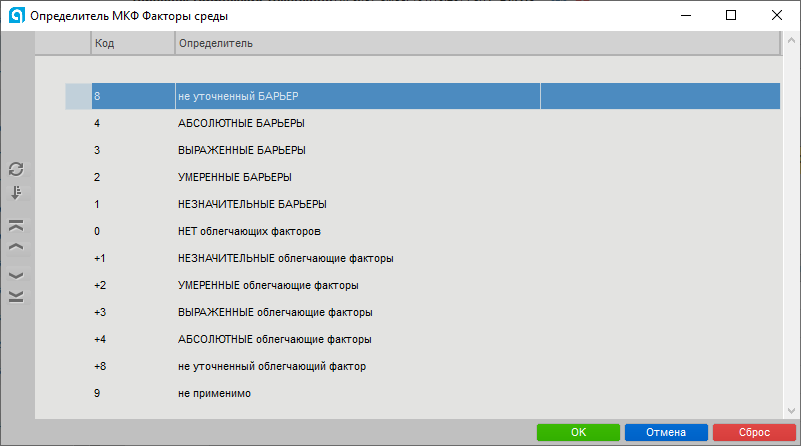 Определитель МКФ Факторы среды
Код Определитель
8 не уточненный БАРЬЕР
4 АБСОЛЮТНЫЕ БАРЬЕРЫ
3 ВЫРАЖЕННЫЕ БАРЬЕРЫ
2 УМЕРЕННЫЕ БАРЬЕРЫ
1 НЕЗНАЧИТЕЛЬНЫЕ БАРЬЕРЫ
0 НЕТ облегчающих факторов
+1 НЕЗНАЧИТЕЛЬНЫЕ облегчающие факторы
+2 УМЕРЕННЫЕ облегчающие факторы
+3 ВЫРАЖЕННЫЕ облегчающие факторы
+4 АБСОЛЮТНЫЕ облегчающие факторы
+8 не уточненный облегчающий фактор
9 не применимо
OK Отмена Сброс